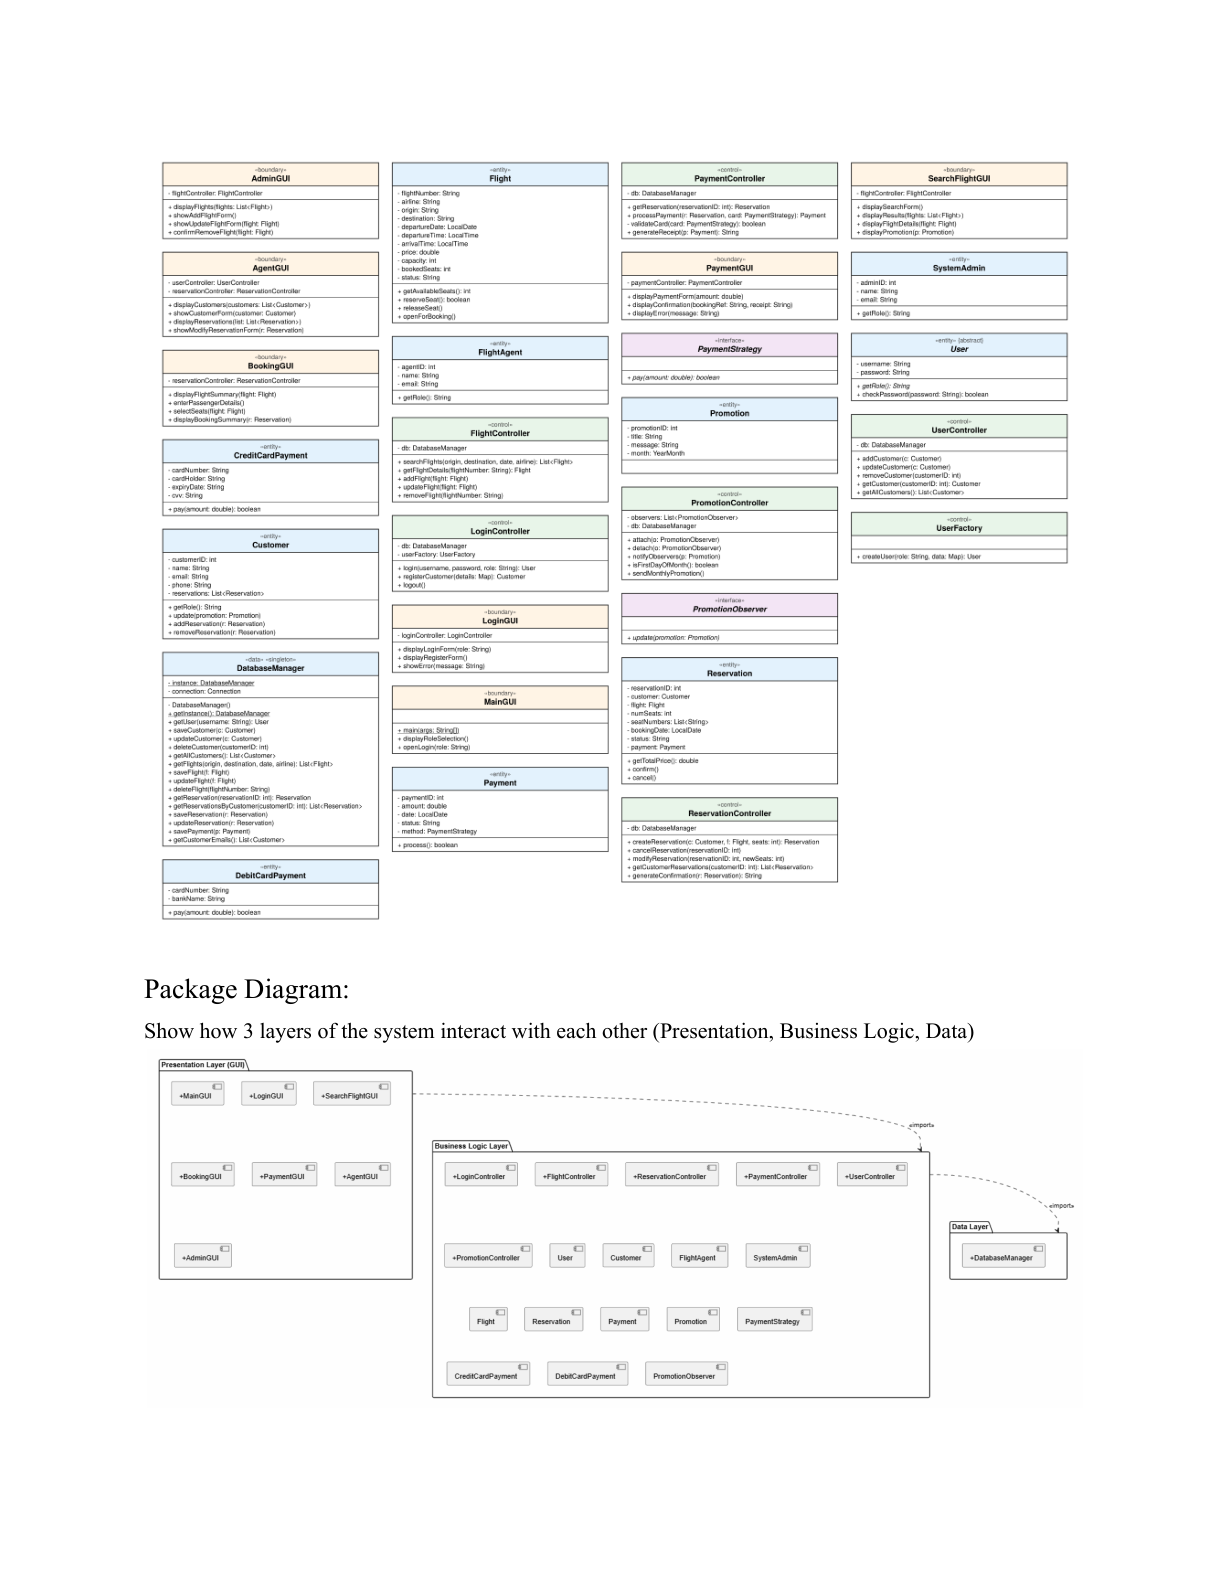 «boundary»
AdminGUI
- flightController: FlightController
+ displayFlights(flights: List<Flight>)
+ showAddFlightForm()
+ showUpdateFlightForm(flight: Flight)
+ confirmRemoveFlight(flight: Flight)
«boundary»
AgentGUI
- userController: UserController
- reservationController: ReservationController
+ displayCustomers(customers: List<Customer>)
+ showCustomerForm(customer: Customer)
+ displayReservations(list: List<Reservation>)
+ showModifyReservationForm(r: Reservation)
«boundary»
BookingGUI
- reservationController: ReservationController
+ displayFlightSummary(flight: Flight)
+ enterPassengerDetails()
+ selectSeats(flight: Flight)
+ displayBookingSummary(r: Reservation)
«entity»
CreditCardPayment
- cardNumber: String
- cardHolder: String
- expiryDate: String
- cvv: String
+ pay(amount: double): boolean
«entity»
Customer
- customerID: int
- name: String
- email: String
- phone: String
- reservations: List<Reservation>
+ getRole(): String
+ update(promotion: Promotion)
+ addReservation(r: Reservation)
+ removeReservation(r: Reservation)
«data» «singleton»
DatabaseManager
- instance: DatabaseManager
- connection: Connection
- DatabaseManager()
+ getInstance(): DatabaseManager
+ getUser(username: String): User
+ saveCustomer(c: Customer)
+ updateCustomer(c: Customer)
+ deleteCustomer(customerID: int)
+ getAllCustomers(): List<Customer>
+ getFlights(origin, destination, date, airline): List<Flight>
+ saveFlight(f: Flight)
+ updateFlight(f: Flight)
+ deleteFlight(flightNumber: String)
+ getReservation(reservationID: int): Reservation
+ getReservationsByCustomer(customerID: int): List<Reservation>
+ saveReservation(r: Reservation)
+ updateReservation(r: Reservation)
+ savePayment(p: Payment)
+ getCustomerEmails(): List<Customer>
«entity»
DebitCardPayment
- cardNumber: String
- bankName: String
+ pay(amount: double): boolean
«entity»
Flight
- flightNumber: String
- airline: String
- origin: String
- destination: String
- departureDate: LocalDate
- departureTime: LocalTime
- arrivalTime: LocalTime
- price: double
- capacity: int
- bookedSeats: int
- status: String
+ getAvailableSeats(): int
+ reserveSeat(): boolean
+ releaseSeat()
+ openForBooking()
«entity»
FlightAgent
- agentID: int
- name: String
- email: String
+ getRole(): String
«control»
FlightController
- db: DatabaseManager
+ searchFlights(origin, destination, date, airline): List<Flight>
+ getFlightDetails(flightNumber: String): Flight
+ addFlight(flight: Flight)
+ updateFlight(flight: Flight)
+ removeFlight(flightNumber: String)
«control»
LoginController
- db: DatabaseManager
- userFactory: UserFactory
+ login(username, password, role: String): User
+ registerCustomer(details: Map): Customer
+ logout()
«boundary»
LoginGUI
- loginController: LoginController
+ displayLoginForm(role: String)
+ displayRegisterForm()
+ showError(message: String)
«boundary»
MainGUI
+ main(args: String[])
+ displayRoleSelection()
+ openLogin(role: String)
«entity»
Payment
- paymentID: int
- amount: double
- date: LocalDate
- status: String
- method: PaymentStrategy
+ process(): boolean
«control»
PaymentController
- db: DatabaseManager
+ getReservation(reservationID: int): Reservation
+ processPayment(r: Reservation, card: PaymentStrategy): Payment
- validateCard(card: PaymentStrategy): boolean
+ generateReceipt(p: Payment): String
«boundary»
PaymentGUI
- paymentController: PaymentController
+ displayPaymentForm(amount: double)
+ displayConfirmation(bookingRef: String, receipt: String)
+ displayError(message: String)
«interface»
PaymentStrategy
+ pay(amount: double): boolean
«entity»
Promotion
- promotionID: int
- title: String
- message: String
- month: YearMonth
«control»
PromotionController
- observers: List<PromotionObserver>
- db: DatabaseManager
+ attach(o: PromotionObserver)
+ detach(o: PromotionObserver)
+ notifyObservers(p: Promotion)
+ isFirstDayOfMonth(): boolean
+ sendMonthlyPromotion()
«interface»
PromotionObserver
+ update(promotion: Promotion)
«entity»
Reservation
- reservationID: int
- customer: Customer
- flight: Flight
- numSeats: int
- seatNumbers: List<String>
- bookingDate: LocalDate
- status: String
- payment: Payment
+ getTotalPrice(): double
+ confirm()
+ cancel()
«control»
ReservationController
- db: DatabaseManager
+ createReservation(c: Customer, f: Flight, seats: int): Reservation
+ cancelReservation(reservationID: int)
+ modifyReservation(reservationID: int, newSeats: int)
+ getCustomerReservations(customerID: int): List<Reservation>
+ generateConfirmation(r: Reservation): String
«boundary»
SearchFlightGUI
- flightController: FlightController
+ displaySearchForm()
+ displayResults(flights: List<Flight>)
+ displayFlightDetails(flight: Flight)
+ displayPromotion(p: Promotion)
«entity»
SystemAdmin
- adminID: int
- name: String
- email: String
+ getRole(): String
«entity» {abstract}
User
- username: String
- password: String
+ getRole(): String
+ checkPassword(password: String): boolean
«control»
UserController
- db: DatabaseManager
+ addCustomer(c: Customer)
+ updateCustomer(c: Customer)
+ removeCustomer(customerID: int)
+ getCustomer(customerID: int): Customer
+ getAllCustomers(): List<Customer>
«control»
UserFactory
+ createUser(role: String, data: Map): User
Package Diagram:
Show how 3 layers of the system interact with each other (Presentation, Business Logic, Data)
Presentation Layer (GUI)
+MainGUI +LoginGUI +SearchFlightGUI
+BookingGUI +PaymentGUI +AgentGUI
+AdminGUI
«import»
Business Logic Layer
+LoginController +FlightController +ReservationController +PaymentController +UserController
+PromotionController User Customer FlightAgent SystemAdmin
Flight Reservation Payment Promotion PaymentStrategy
CreditCardPayment DebitCardPayment PromotionObserver
«import»
Data Layer
+DatabaseManager